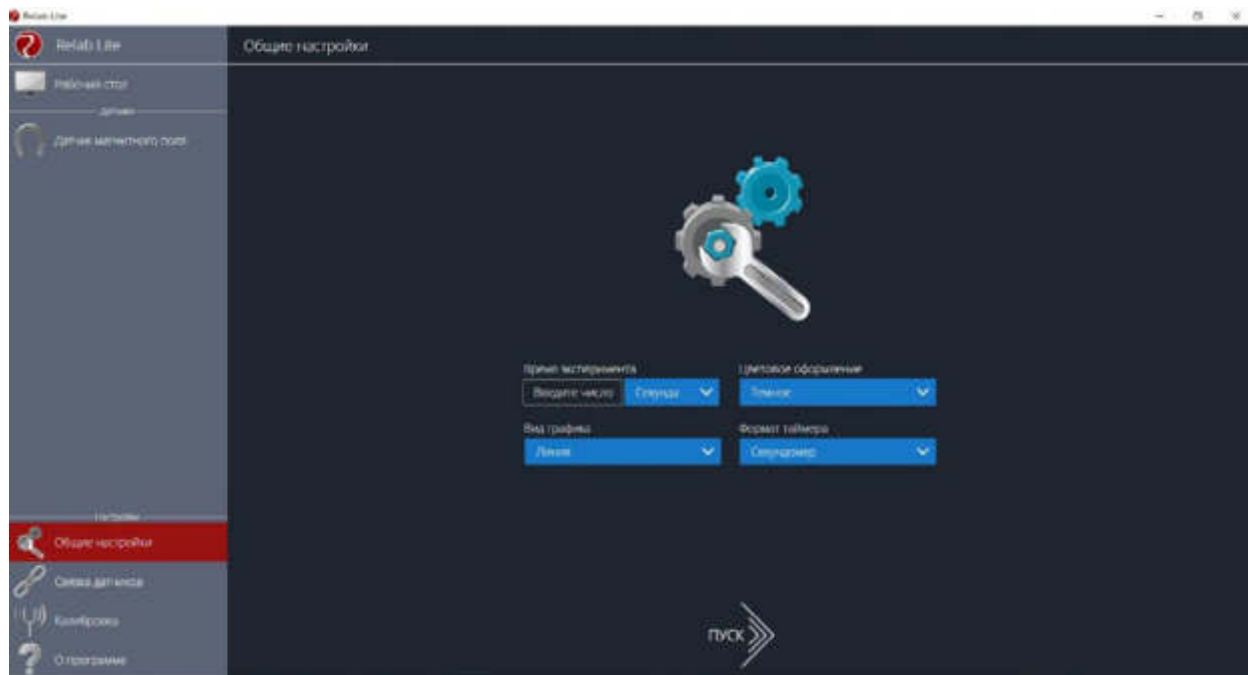 Relab Lite
Relab Lite
Общие настройки
Рабочий стол
Датчики
Датчик магнитного поля
Время эксперимента
Цветовое оформление
Введите число
Секунда
Темное
Вид графика
Формат таймера
Линия
Секундомер
Настройки
Общие настройки
Связка датчиков
Калибровка
О программе
ПУСК